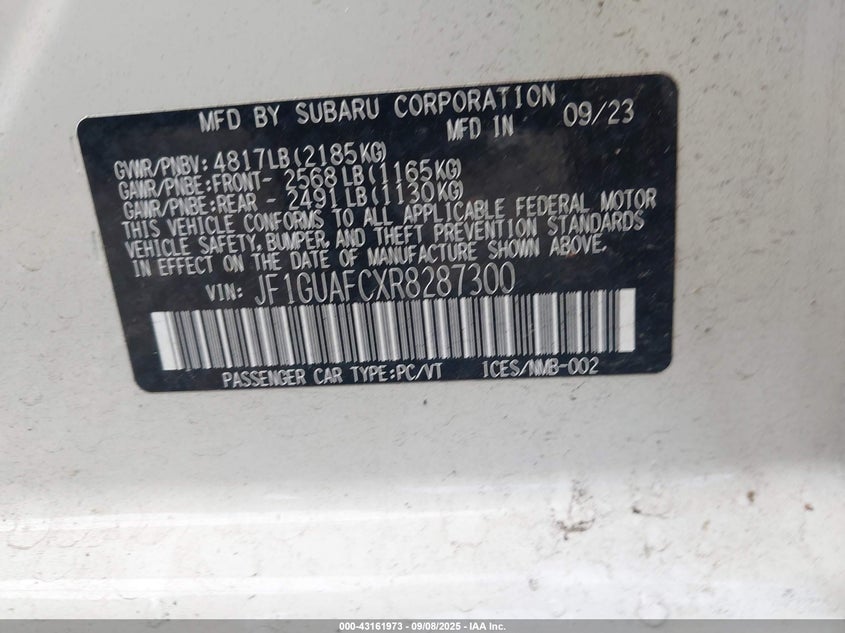 MFD BY SUBARU CORPORATION
MFD IN 09/23
GVWR/PNBV: 4817LB(2185KG)
GAWR/PNBE:FRONT- 2568LB(1165KG)
GAWR/PNBE:REAR - 2491LB(1130KG)
THIS VEHICLE CONFORMS TO ALL APPLICABLE FEDERAL MOTOR
VEHICLE SAFETY, BUMPER, AND THEFT PREVENTION STANDARDS
IN EFFECT ON THE DATE OF MANUFACTURE SHOWN ABOVE.
VIN: JF1GUAFCXR8287300
PASSENGER CAR TYPE:PC/VT ICES/NMB-002
000-43161973 - 09/08/2025 - IAA Inc.